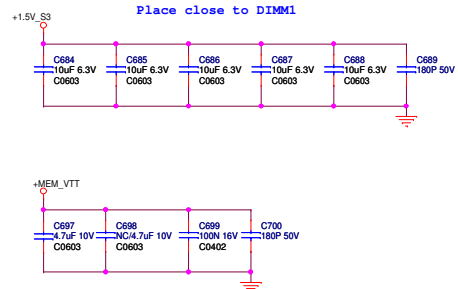 Place close to DIMM1
+1.5V_S3
C684 C685 C686 C687 C688 C689
10uF 6.3V 10uF 6.3V 10uF 6.3V 10uF 6.3V 10uF 6.3V 180P 50V
C0603 C0603 C0603 C0603 C0603
+MEM_VTT
C697 C698 C699 C700
4.7uF 10V NC/4.7uF 10V 100N 16V 180P 50V
C0603 C0603 C0402